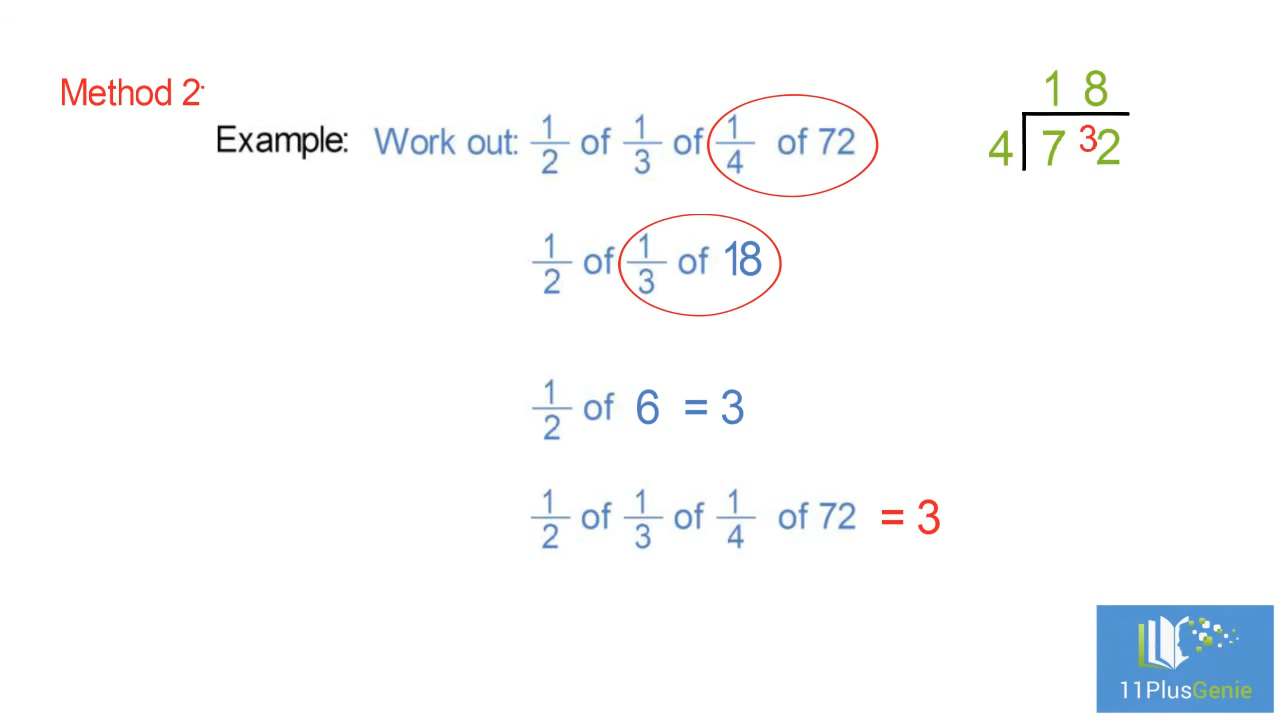 Method 2
Example: Work out: 1/2 of 1/3 of 1/4 of 72
1 8
4 7 3 2
1/2 of 1/3 of 18
1/2 of 6 = 3
1/2 of 1/3 of 1/4 of 72 = 3
11PlusGenie